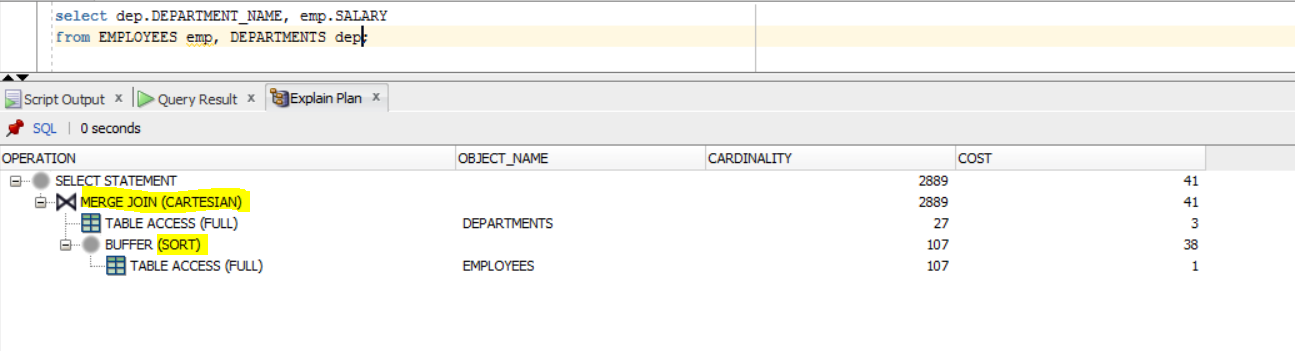 select dep.DEPARTMENT_NAME, emp.SALARY
from EMPLOYEES emp, DEPARTMENTS dep;
Script Output x Query Result x Explain Plan x
SQL | 0 seconds
OPERATION OBJECT_NAME CARDINALITY COST
SELECT STATEMENT 2889 41
MERGE JOIN (CARTESIAN) 2889 41
TABLE ACCESS (FULL) DEPARTMENTS 27 3
BUFFER (SORT) 107 38
TABLE ACCESS (FULL) EMPLOYEES 107 1